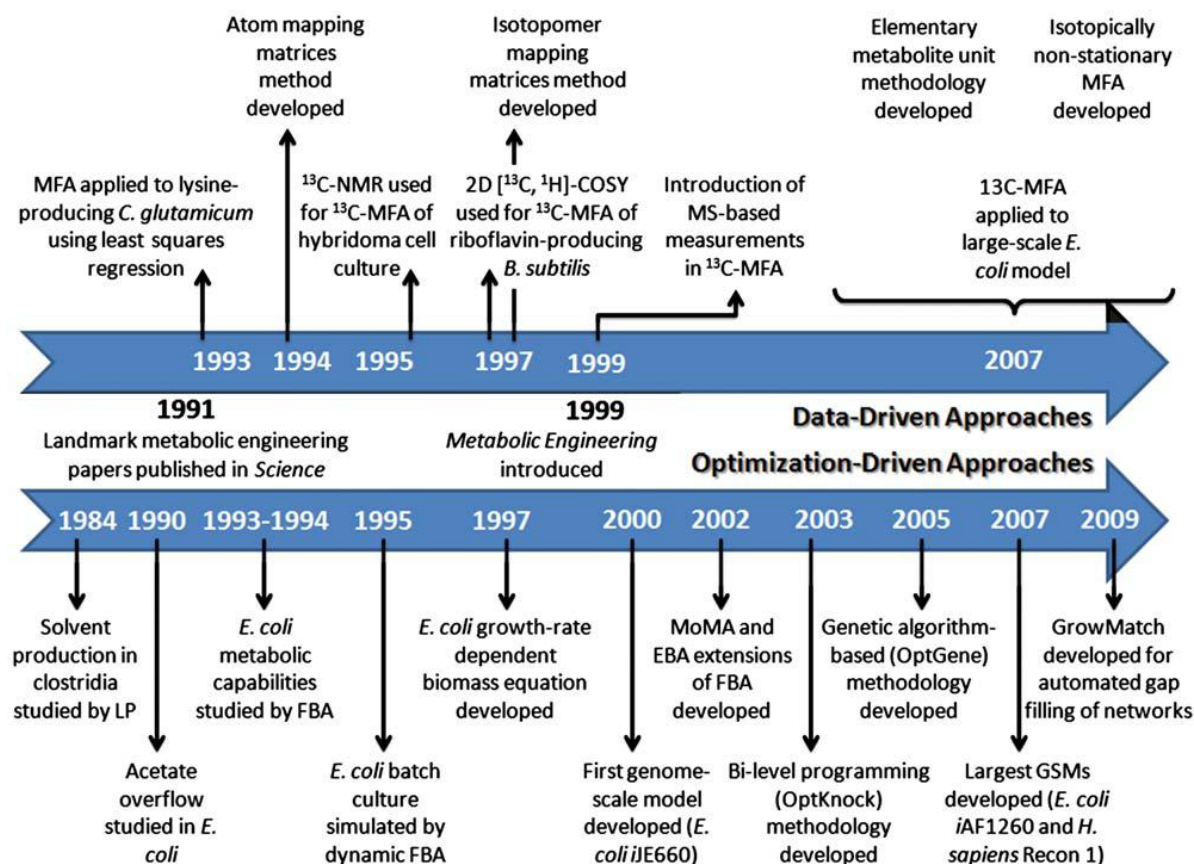 Atom mapping
matrices
method
developed
Isotopomer
mapping
matrices method
developed
Elementary
metabolite unit
methodology
developed
Isotopically
non-stationary
MFA
developed
MFA applied to lysine-
producing C. glutamicum
using least squares
regression
¹³C-NMR used
for ¹³C-MFA of
hybridoma cell
culture
2D [¹³C, ¹H]-COSY
used for ¹³C-MFA of
riboflavin-producing
B. subtilis
Introduction of
MS-based
measurements
in ¹³C-MFA
13C-MFA
applied to
large-scale E.
coli model
1993 1994 1995 1997 1999 2007
1991
Landmark metabolic engineering
papers published in Science
1999
Metabolic Engineering
introduced
Data-Driven Approaches
Optimization-Driven Approaches
1984 1990 1993-1994 1995 1997 2000 2002 2003 2005 2007 2009
Solvent
production in
clostridia
studied by LP
E. coli
metabolic
capabilities
studied by FBA
E. coli growth-rate
dependent
biomass equation
developed
MoMA and
EBA extensions
of FBA
developed
Genetic algorithm-
based (OptGene)
methodology
developed
GrowMatch
developed for
automated gap
filling of networks
Acetate
overflow
studied in E.
coli
E. coli batch
culture
simulated by
dynamic FBA
First genome-
scale model
developed (E.
coli iJE660)
Bi-level programming
(OptKnock)
methodology
developed
Largest GSMs
developed (E. coli
iAF1260 and H.
sapiens Recon 1)